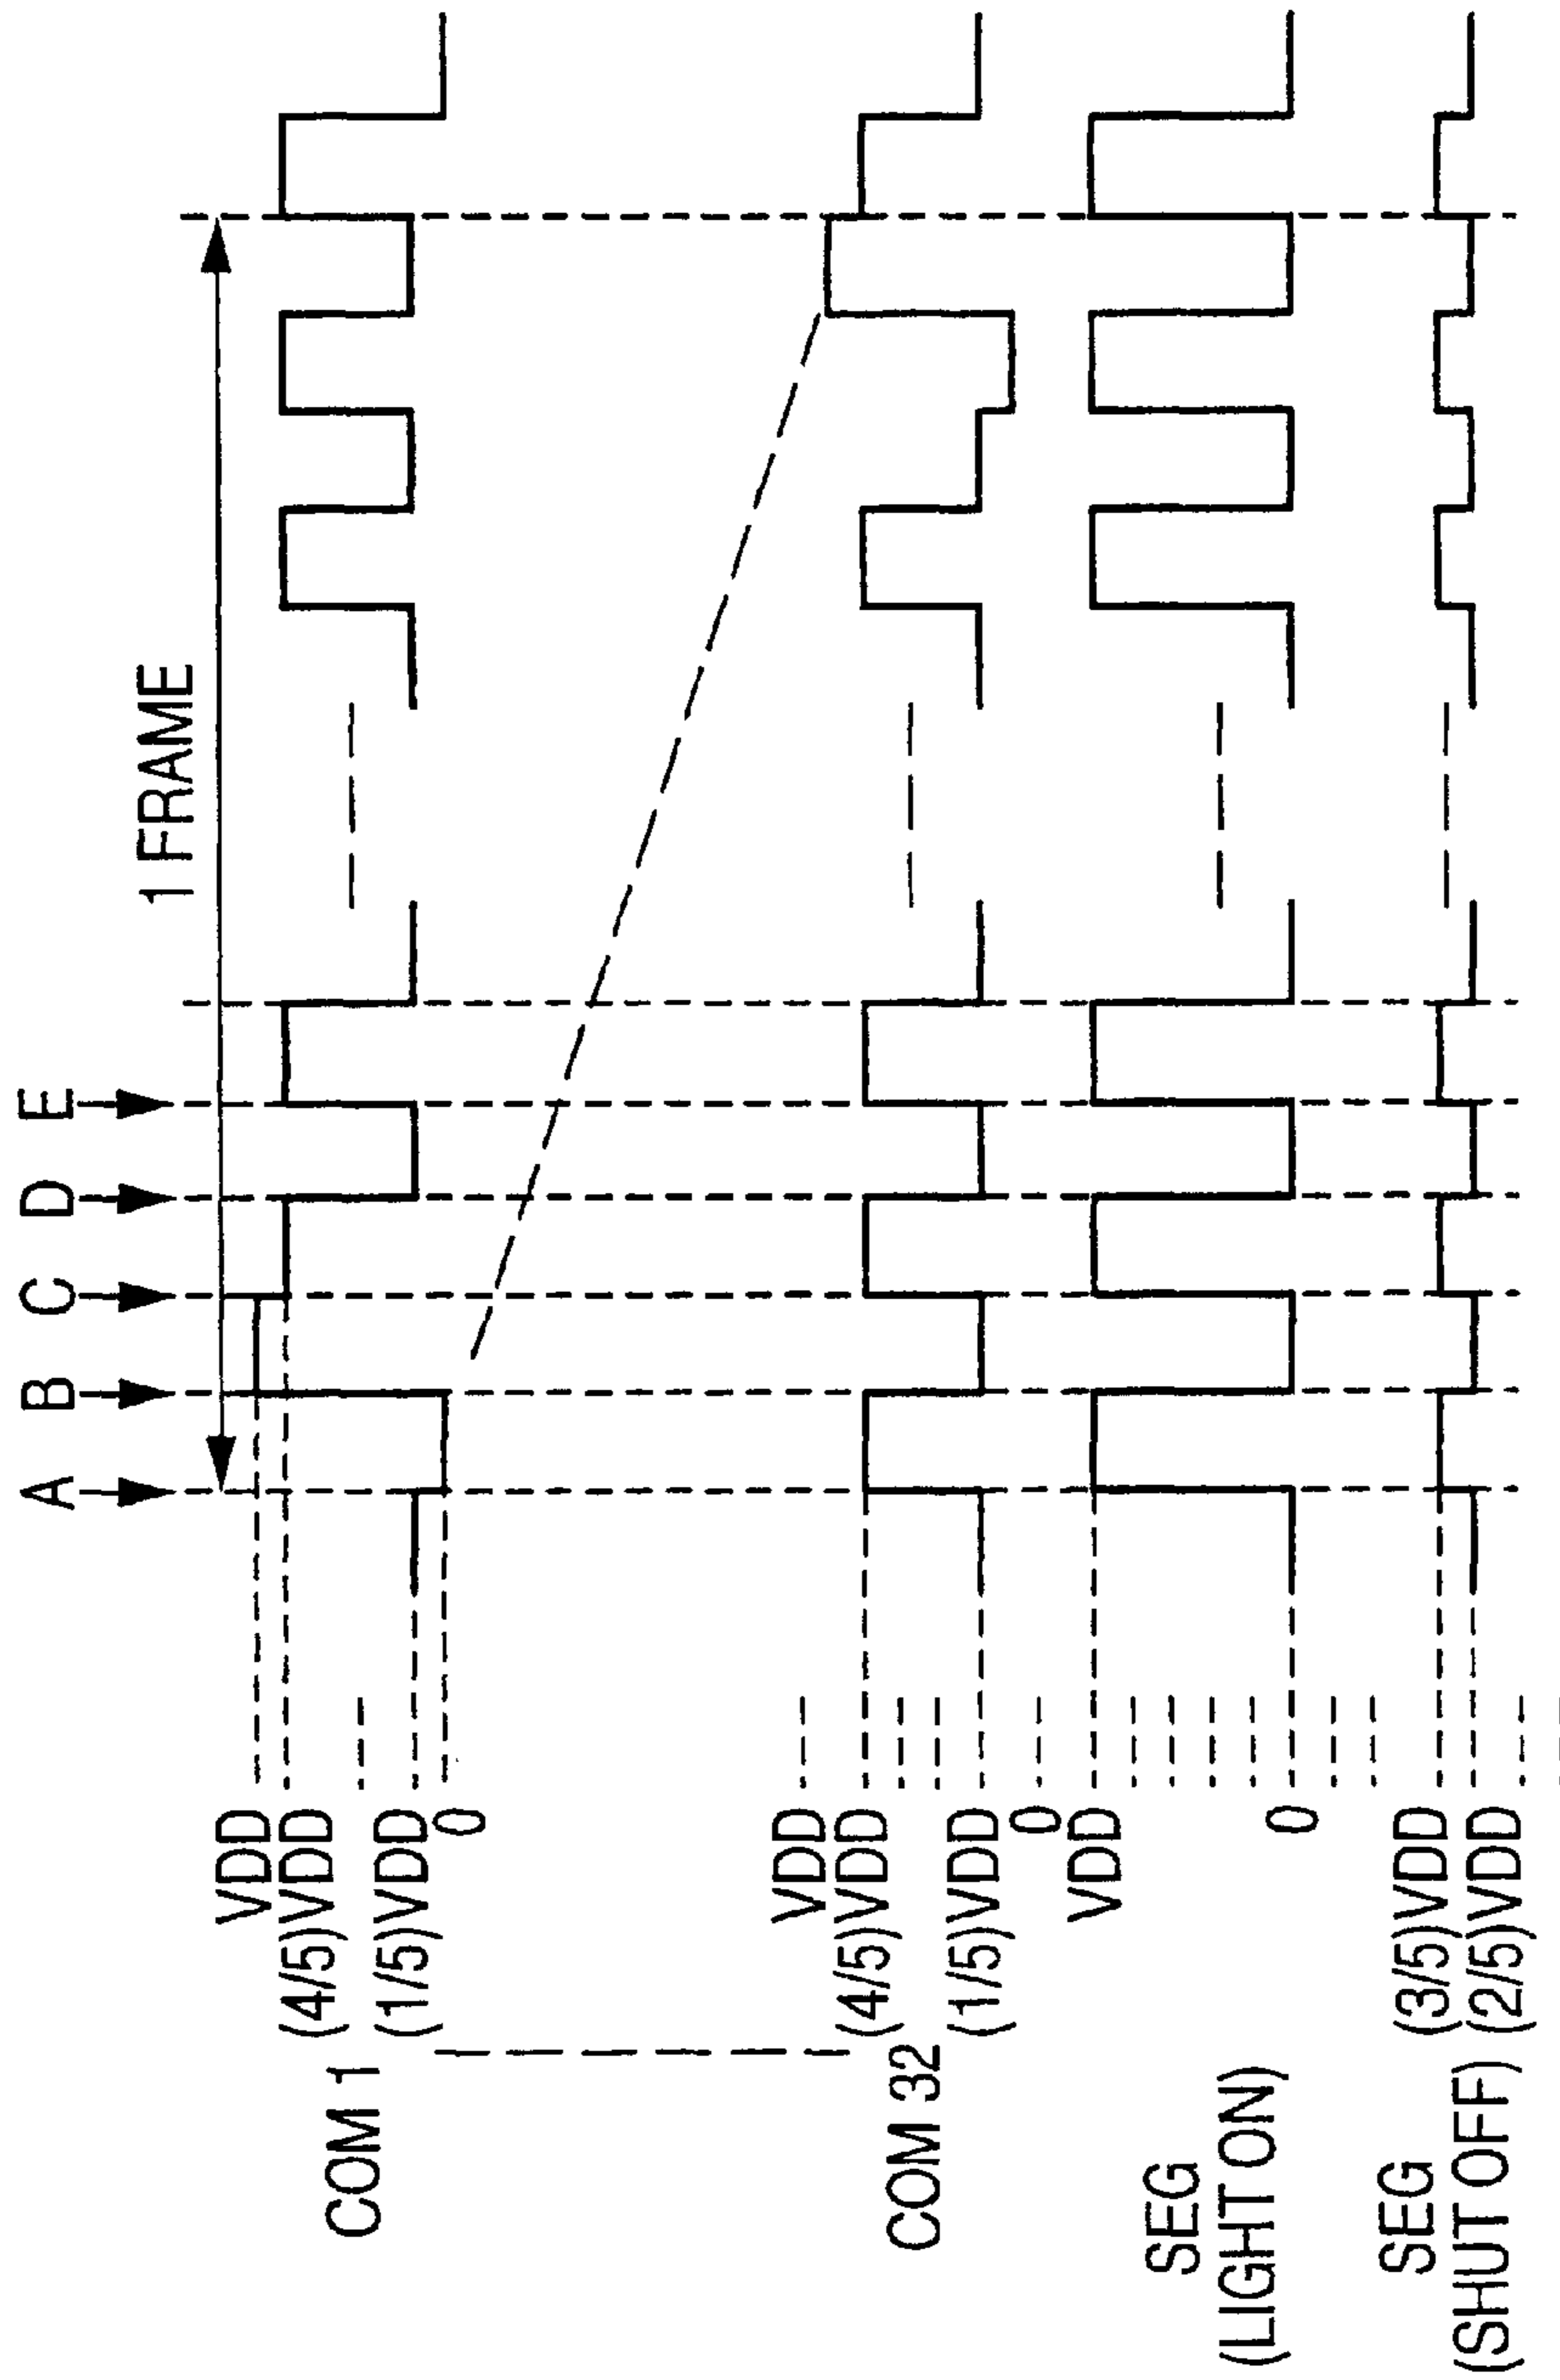 A B C D E
1 FRAME
COM 1
VDD
(4/5)VDD
(1/5)VDD
0
COM 32
VDD
(4/5)VDD
(1/5)VDD
0
SEG
(LIGHT ON)
VDD
0
SEG
(SHUT OFF)
(3/5)VDD
(2/5)VDD